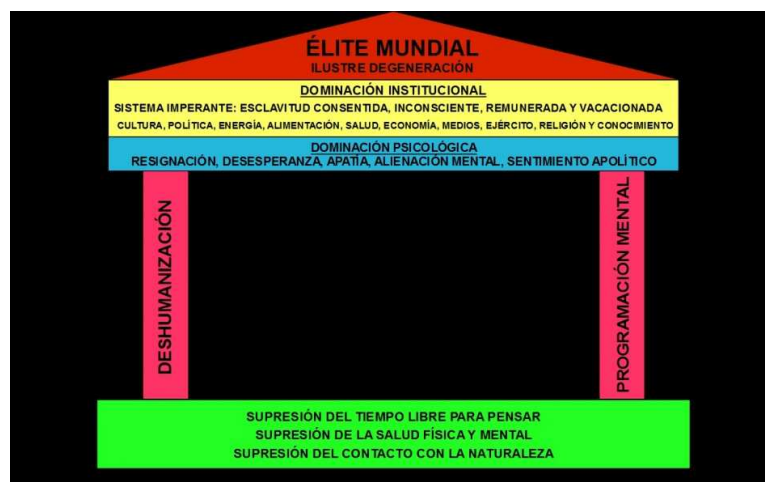 ÉLITE MUNDIAL
ILUSTRE DEGENERACIÓN
DOMINACIÓN INSTITUCIONAL
SISTEMA IMPERANTE: ESCLAVITUD CONSENTIDA, INCONSCIENTE, REMUNERADA Y VACACIONADA
CULTURA, POLÍTICA, ENERGÍA, ALIMENTACIÓN, SALUD, ECONOMÍA, MEDIOS, EJÉRCITO, RELIGIÓN Y CONOCIMIENTO
DOMINACIÓN PSICOLÓGICA
RESIGNACIÓN, DESESPERANZA, APATÍA, ALIENACIÓN MENTAL, SENTIMIENTO APOLÍTICO
DESHUMANIZACIÓN
PROGRAMACIÓN MENTAL
SUPRESIÓN DEL TIEMPO LIBRE PARA PENSAR
SUPRESIÓN DE LA SALUD FÍSICA Y MENTAL
SUPRESIÓN DEL CONTACTO CON LA NATURALEZA